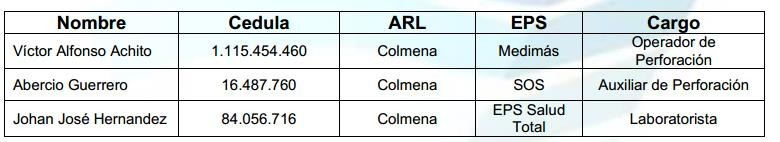 Nombre Cedula ARL EPS Cargo
Víctor Alfonso Achito 1.115.454.460 Colmena Medimás Operador de Perforación
Abercio Guerrero 16.487.760 Colmena SOS Auxiliar de Perforación
Johan José Hernandez 84.056.716 Colmena EPS Salud Total Laboratorista